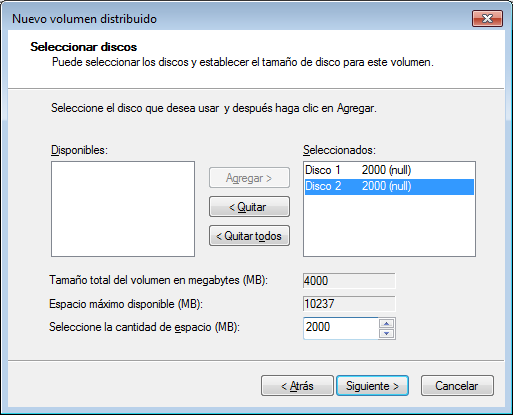 Nuevo volumen distribuido
Seleccionar discos
Puede seleccionar los discos y establecer el tamaño de disco para este volumen.
Seleccione el disco que desea usar y después haga clic en Agregar.
Disponibles:
Seleccionados:
Agregar >
< Quitar
< Quitar todos
Disco 1 2000 (null)
Disco 2 2000 (null)
Tamaño total del volumen en megabytes (MB): 4000
Espacio máximo disponible (MB): 10237
Seleccione la cantidad de espacio (MB): 2000
< Atrás Siguiente > Cancelar